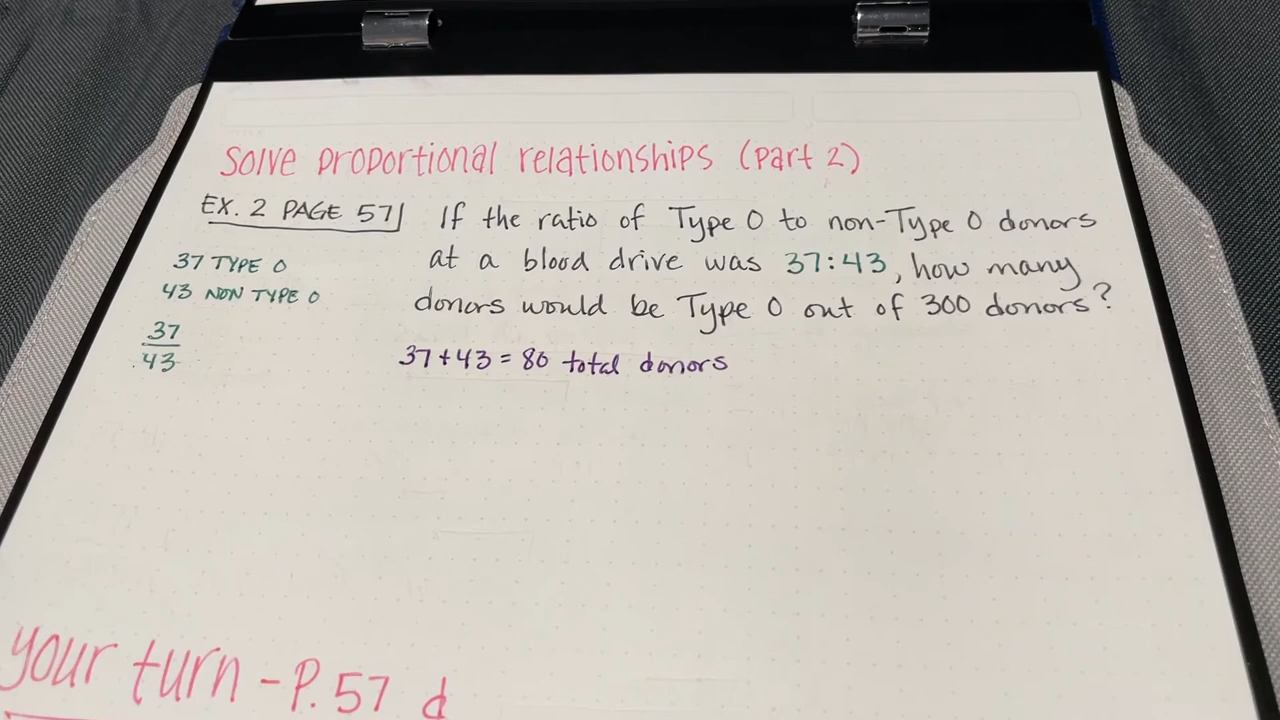 Solve proportional relationships (part 2)
EX. 2 PAGE 57 If the ratio of Type O to non-Type O donors
37 TYPE O at a blood drive was 37:43, how many
43 NON TYPE O donors would be Type O out of 300 donors?
37
43
37+43 = 80 total donors
your turn - P. 57 d